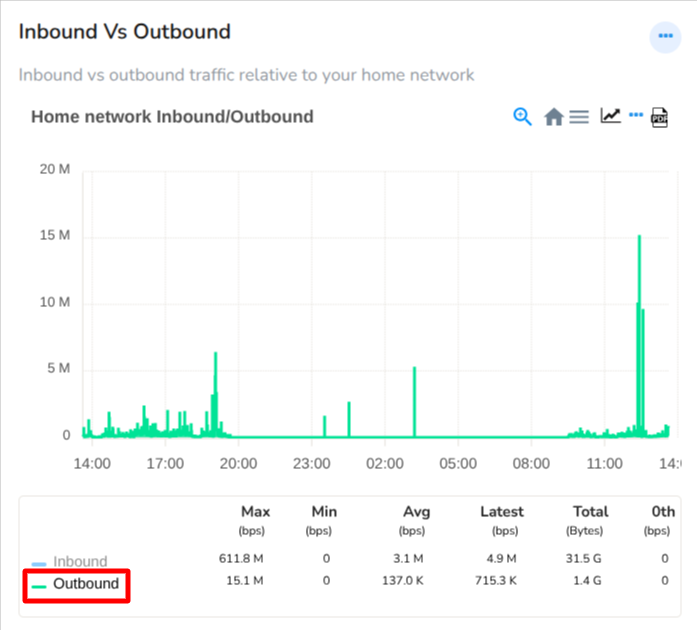 Inbound Vs Outbound
Inbound vs outbound traffic relative to your home network
Home network Inbound/Outbound
PDF
20 M
15 M
10 M
5 M
0
14:00 17:00 20:00 23:00 02:00 05:00 08:00 11:00 14:
Max Min Avg Latest Total 0th
(bps) (bps) (bps) (bps) (Bytes) (bps)
Inbound 611.8 M 0 3.1 M 4.9 M 31.5 G 0
Outbound 15.1 M 0 137.0 K 715.3 K 1.4 G 0